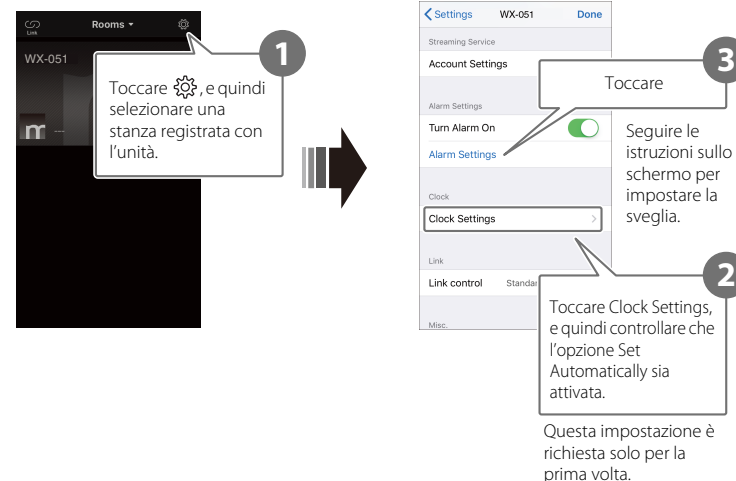 Link
Rooms
WX-051
m
--
1
Toccare , e quindi
selezionare una
stanza registrata con
l'unità.
Settings WX-051 Done
Streaming Service
Account Settings
3
Toccare
Alarm Settings
Turn Alarm On
Alarm Settings
Seguire le
istruzioni sullo
schermo per
impostare la
sveglia.
Clock
Clock Settings
Link
Link control
Misc.
2
Toccare Clock Settings,
e quindi controllare che
l'opzione Set
Automatically sia
attivata.
Questa impostazione è
richiesta solo per la
prima volta.